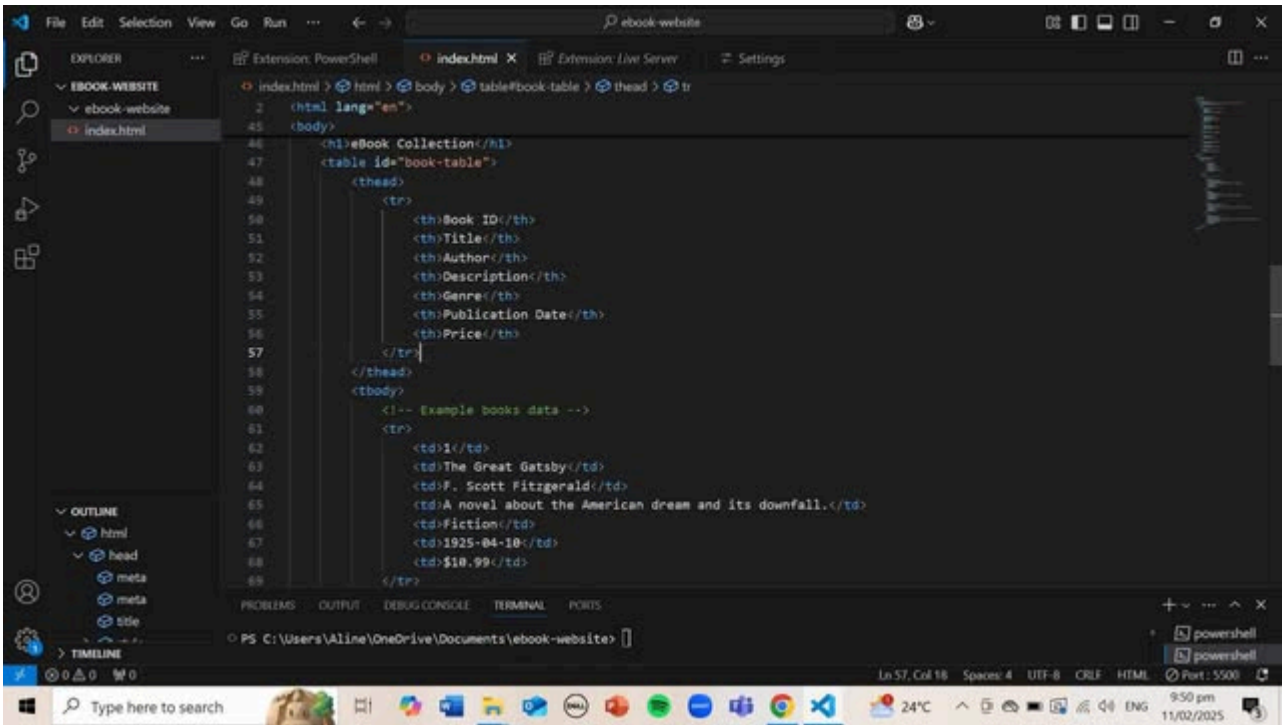 File Edit Selection View Go Run ··· ebook-website
EXPLORER ···
EBOOK-WEBSITE
ebook-website
index.html
Extension: PowerShell index.html Extension: Live Server Settings
index.html > html > body > table#book-table > thead > tr
2 <html lang="en">
45 <body>
46 <h1>eBook Collection</h1>
47 <table id="book-table">
48 <thead>
49 <tr>
50 <th>Book ID</th>
51 <th>Title</th>
52 <th>Author</th>
53 <th>Description</th>
54 <th>Genre</th>
55 <th>Publication Date</th>
56 <th>Price</th>
57 </tr>
58 </thead>
59 <tbody>
60 <!-- Example books data -->
61 <tr>
62 <td>1</td>
63 <td>The Great Gatsby</td>
64 <td>F. Scott Fitzgerald</td>
65 <td>A novel about the American dream and its downfall.</td>
66 <td>Fiction</td>
67 <td>1925-04-10</td>
68 <td>$10.99</td>
69 </tr>
OUTLINE
html
head
meta
meta
title
TIMELINE
PROBLEMS OUTPUT DEBUG CONSOLE TERMINAL PORTS
PS C:\Users\Aline\OneDrive\Documents\ebook-website>
powershell
powershell
0 0 0 Ln 57, Col 18 Spaces: 4 UTF-8 CRLF HTML Port : 5500
Type here to search DELL 24°C ENG 9:50 pm
11/02/2025